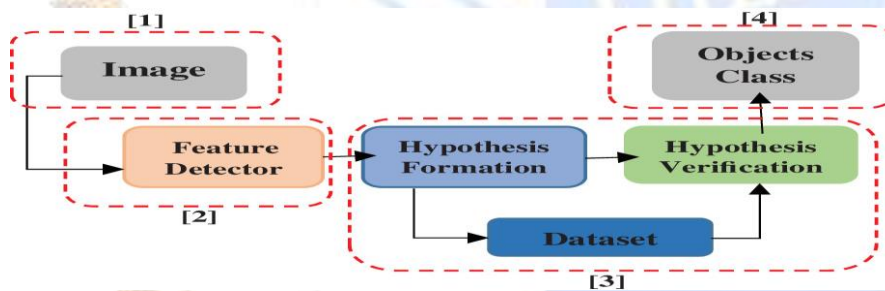 [1]
Image
Feature
Detector
[2]
Hypothesis
Formation
Dataset
Hypothesis
Verification
[3]
[4]
Objects
Class